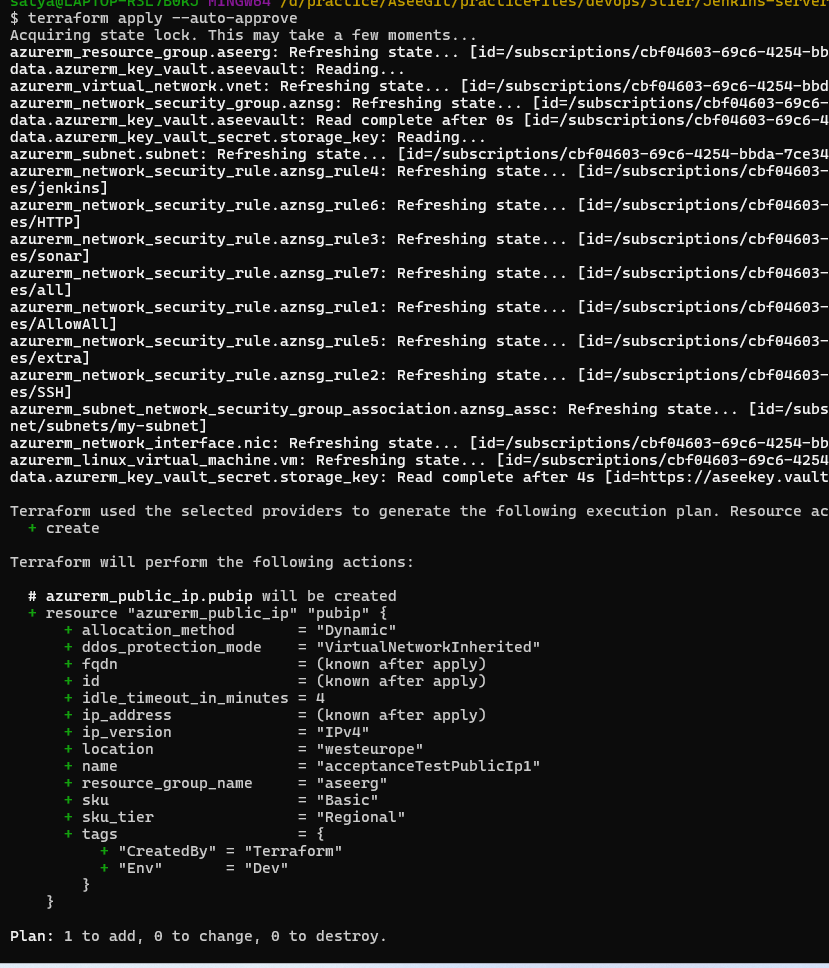 satya@LAPTOP-R3L7B0RJ MINGW64 /d/practice/AseeGit/practicefiles/devops/3tier/Jenkins-server
$ terraform apply --auto-approve
Acquiring state lock. This may take a few moments...
azurerm_resource_group.aseerg: Refreshing state... [id=/subscriptions/cbf04603-69c6-4254-bb
data.azurerm_key_vault.aseevault: Reading...
azurerm_virtual_network.vnet: Refreshing state... [id=/subscriptions/cbf04603-69c6-4254-bbd
azurerm_network_security_group.aznsg: Refreshing state... [id=/subscriptions/cbf04603-69c6-
data.azurerm_key_vault.aseevault: Read complete after 0s [id=/subscriptions/cbf04603-69c6-4
data.azurerm_key_vault_secret.storage_key: Reading...
azurerm_subnet.subnet: Refreshing state... [id=/subscriptions/cbf04603-69c6-4254-bbda-7ce34
azurerm_network_security_rule.aznsg_rule4: Refreshing state... [id=/subscriptions/cbf04603-
es/jenkins]
azurerm_network_security_rule.aznsg_rule6: Refreshing state... [id=/subscriptions/cbf04603-
es/HTTP]
azurerm_network_security_rule.aznsg_rule3: Refreshing state... [id=/subscriptions/cbf04603-
es/sonar]
azurerm_network_security_rule.aznsg_rule7: Refreshing state... [id=/subscriptions/cbf04603-
es/all]
azurerm_network_security_rule.aznsg_rule1: Refreshing state... [id=/subscriptions/cbf04603-
es/AllowAll]
azurerm_network_security_rule.aznsg_rule5: Refreshing state... [id=/subscriptions/cbf04603-
es/extra]
azurerm_network_security_rule.aznsg_rule2: Refreshing state... [id=/subscriptions/cbf04603-
es/SSH]
azurerm_subnet_network_security_group_association.aznsg_assc: Refreshing state... [id=/subs
net/subnets/my-subnet]
azurerm_network_interface.nic: Refreshing state... [id=/subscriptions/cbf04603-69c6-4254-bb
azurerm_linux_virtual_machine.vm: Refreshing state... [id=/subscriptions/cbf04603-69c6-4254
data.azurerm_key_vault_secret.storage_key: Read complete after 4s [id=https://aseekey.vault
Terraform used the selected providers to generate the following execution plan. Resource ac
+ create
Terraform will perform the following actions:
# azurerm_public_ip.pubip will be created
+ resource "azurerm_public_ip" "pubip" {
+ allocation_method = "Dynamic"
+ ddos_protection_mode = "VirtualNetworkInherited"
+ fqdn = (known after apply)
+ id = (known after apply)
+ idle_timeout_in_minutes = 4
+ ip_address = (known after apply)
+ ip_version = "IPv4"
+ location = "westeurope"
+ name = "acceptanceTestPublicIp1"
+ resource_group_name = "aseerg"
+ sku = "Basic"
+ sku_tier = "Regional"
+ tags = {
+ "CreatedBy" = "Terraform"
+ "Env" = "Dev"
}
}
Plan: 1 to add, 0 to change, 0 to destroy.